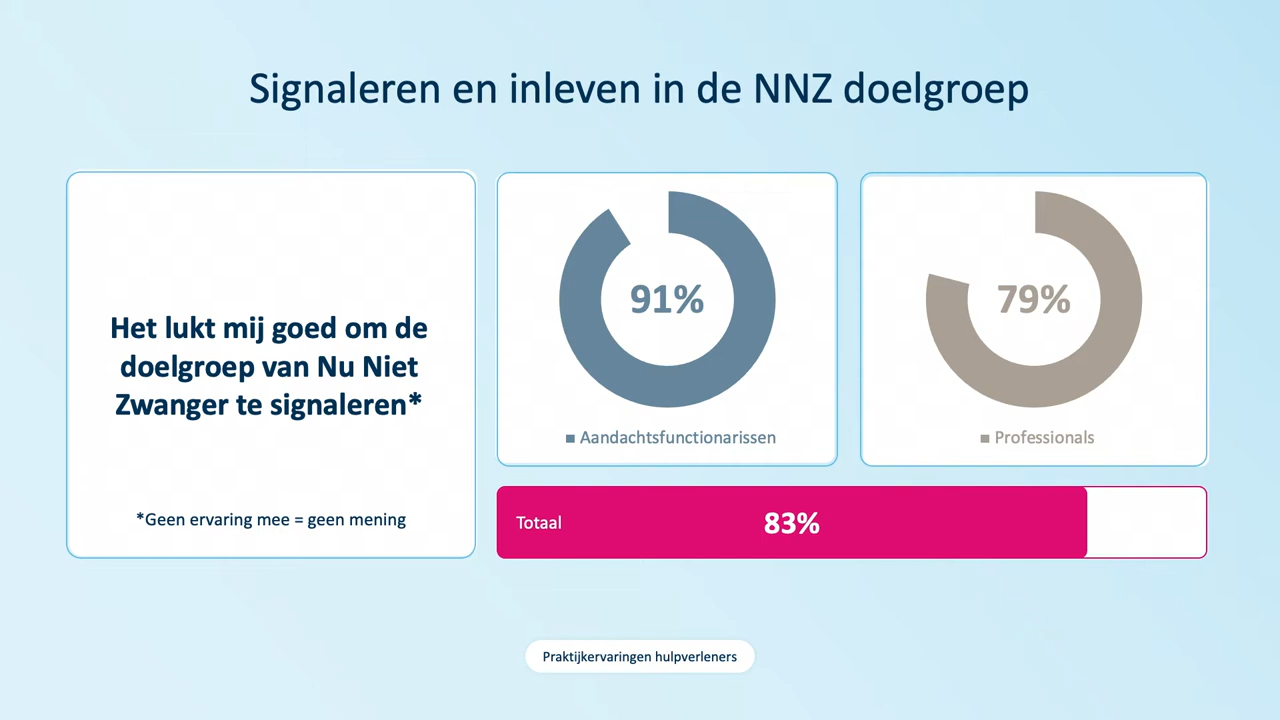 Signaleren en inleven in de NNZ doelgroep
Het lukt mij goed om de
doelgroep van Nu Niet
Zwanger te signaleren*
*Geen ervaring mee = geen mening
91%
Aandachtsfunctionarissen
79%
Professionals
Totaal
83%
Praktijkervaringen hulpverleners